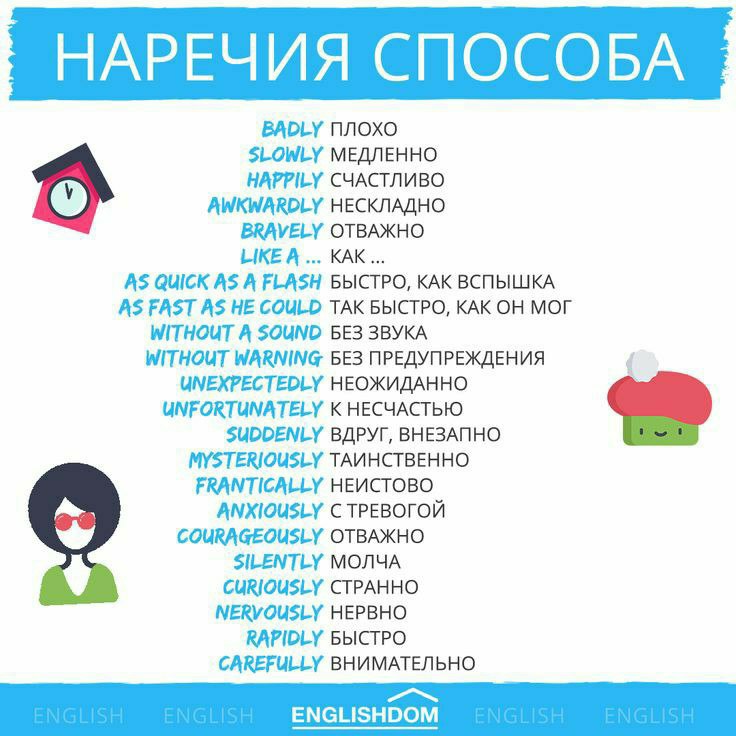 НАРЕЧИЯ СПОСОБА
BADLY ПЛОХО
SLOWLY МЕДЛЕННО
HAPPILY СЧАСТЛИВО
AWKWARDLY НЕСКЛАДНО
BRAVELY ОТВАЖНО
LIKE A ... КАК ...
AS QUICK AS A FLASH БЫСТРО, КАК ВСПЫШКА
AS FAST AS HE COULD ТАК БЫСТРО, КАК ОН МОГ
WITHOUT A SOUND БЕЗ ЗВУКА
WITHOUT WARNING БЕЗ ПРЕДУПРЕЖДЕНИЯ
UNEXPECTEDLY НЕОЖИДАННО
UNFORTUNATELY К НЕСЧАСТЬЮ
SUDDENLY ВДРУГ, ВНЕЗАПНО
MYSTERIOUSLY ТАИНСТВЕННО
FRANTICALLY НЕИСТОВО
ANXIOUSLY С ТРЕВОГОЙ
COURAGEOUSLY ОТВАЖНО
SILENTLY МОЛЧА
CURIOUSLY СТРАННО
NERVOUSLY НЕРВНО
RAPIDLY БЫСТРО
CAREFULLY ВНИМАТЕЛЬНО
ENGLISH ENGLISH ENGLISHDOM ENGLISH ENGLISH